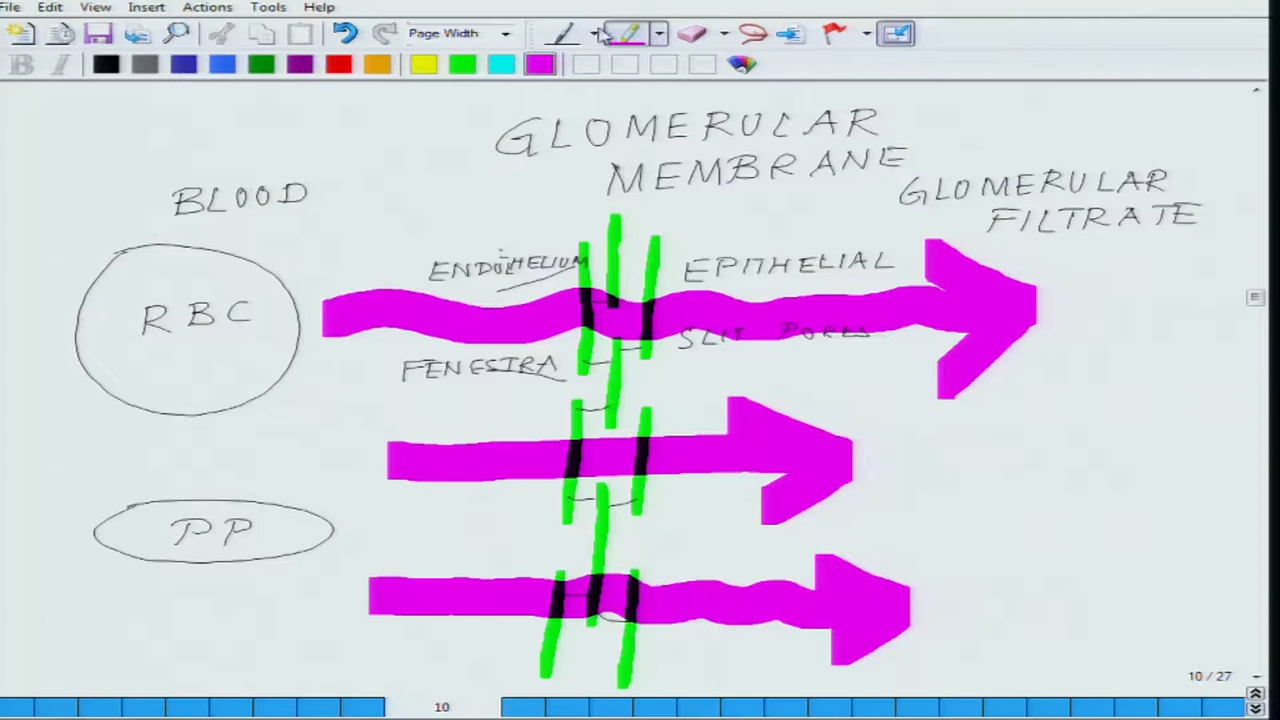 File Edit View Insert Actions Tools Help
Page Width
B I
GLOMERULAR
MEMBRANE
BLOOD
GLOMERULAR
FILTRATE
ENDOTHELIUM
EPITHELIAL
RBC
SLIT PORES
FENESTRA
PP
10 / 27
10